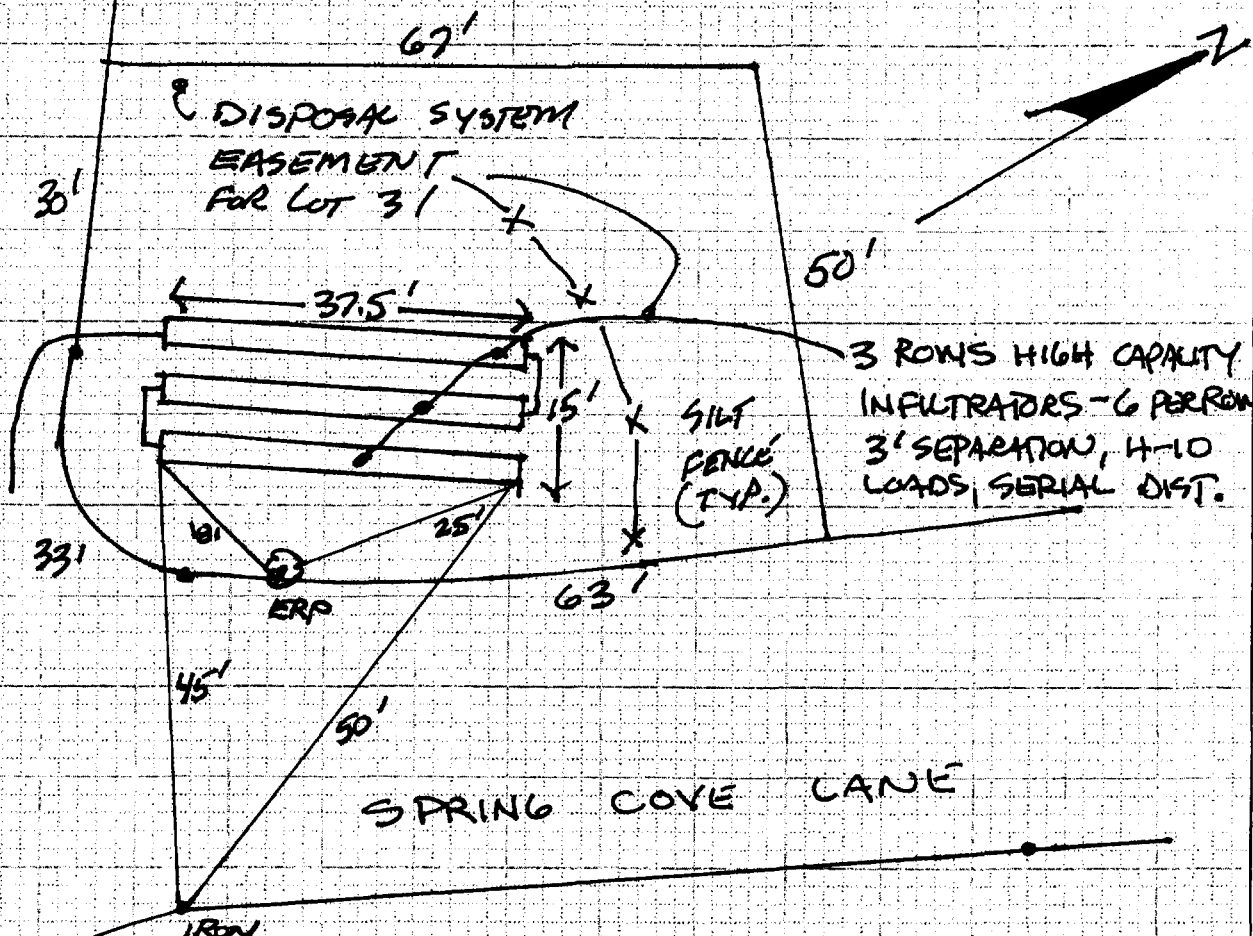 67'
N
DISPOSAL SYSTEM
EASEMENT
FOR LOT 31
30'
50'
37.5'
3 ROWS HIGH CAPACITY
INFILTRATORS - 6 PER ROW
3' SEPARATION, H-10
LOADS, SERIAL DIST.
15'
SILT
FENCE
(TYP.)
18'
25'
33'
ERP
63'
45'
50'
SPRING COVE LANE
IRON